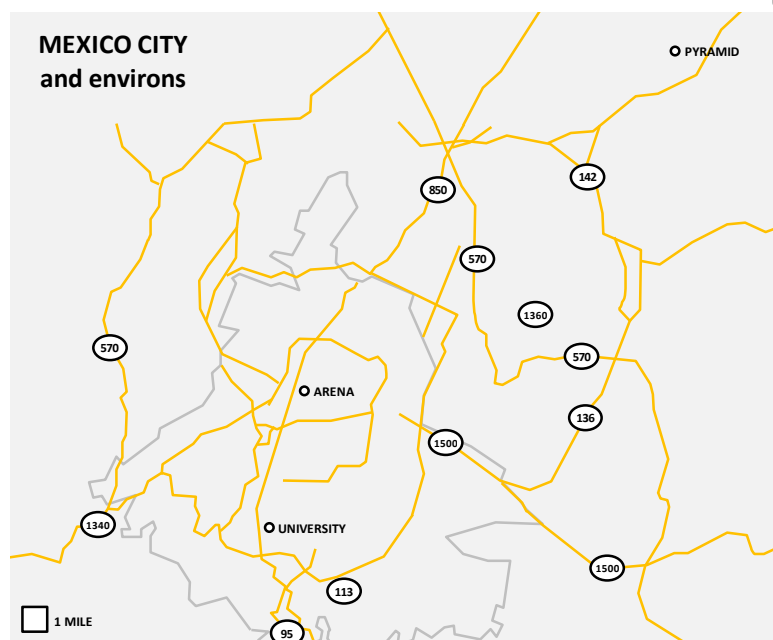 MEXICO CITY
and environs
PYRAMID
142
850
570
1360
570
570
ARENA
136
1500
1340
UNIVERSITY
1500
113
1 MILE
95